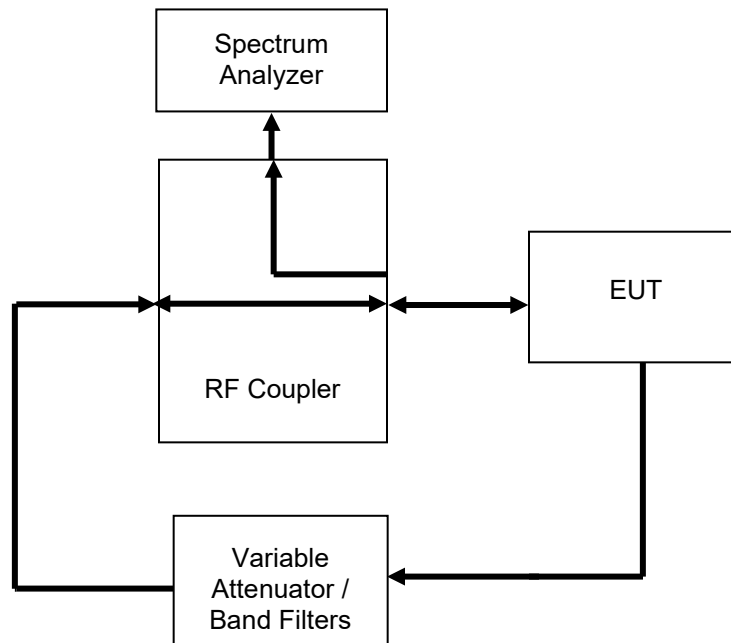 Spectrum
Analyzer
EUT
RF Coupler
Variable
Attenuator /
Band Filters